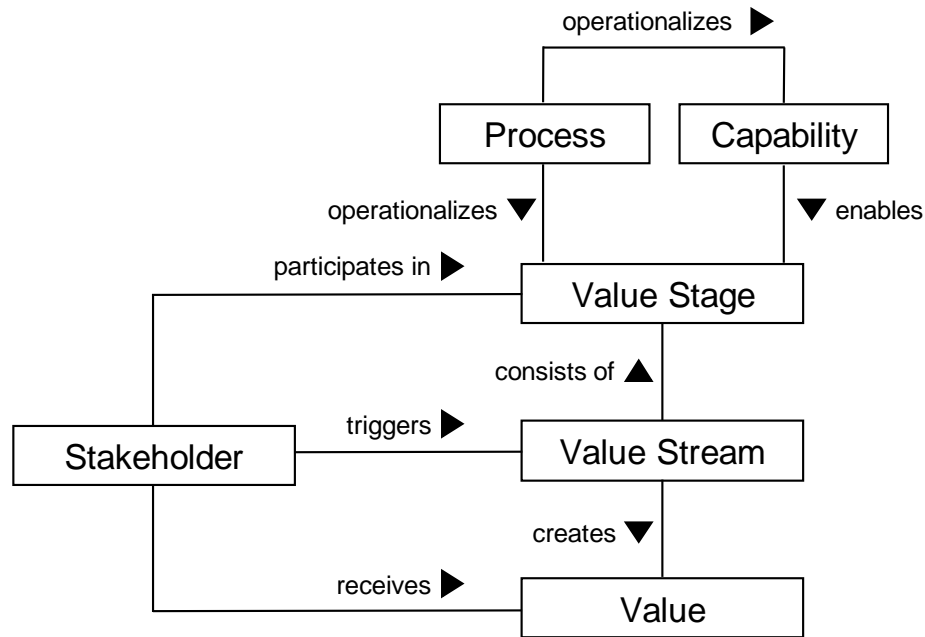 operationalizes
Process
Capability
operationalizes
enables
participates in
Value Stage
consists of
triggers
Stakeholder
Value Stream
creates
receives
Value